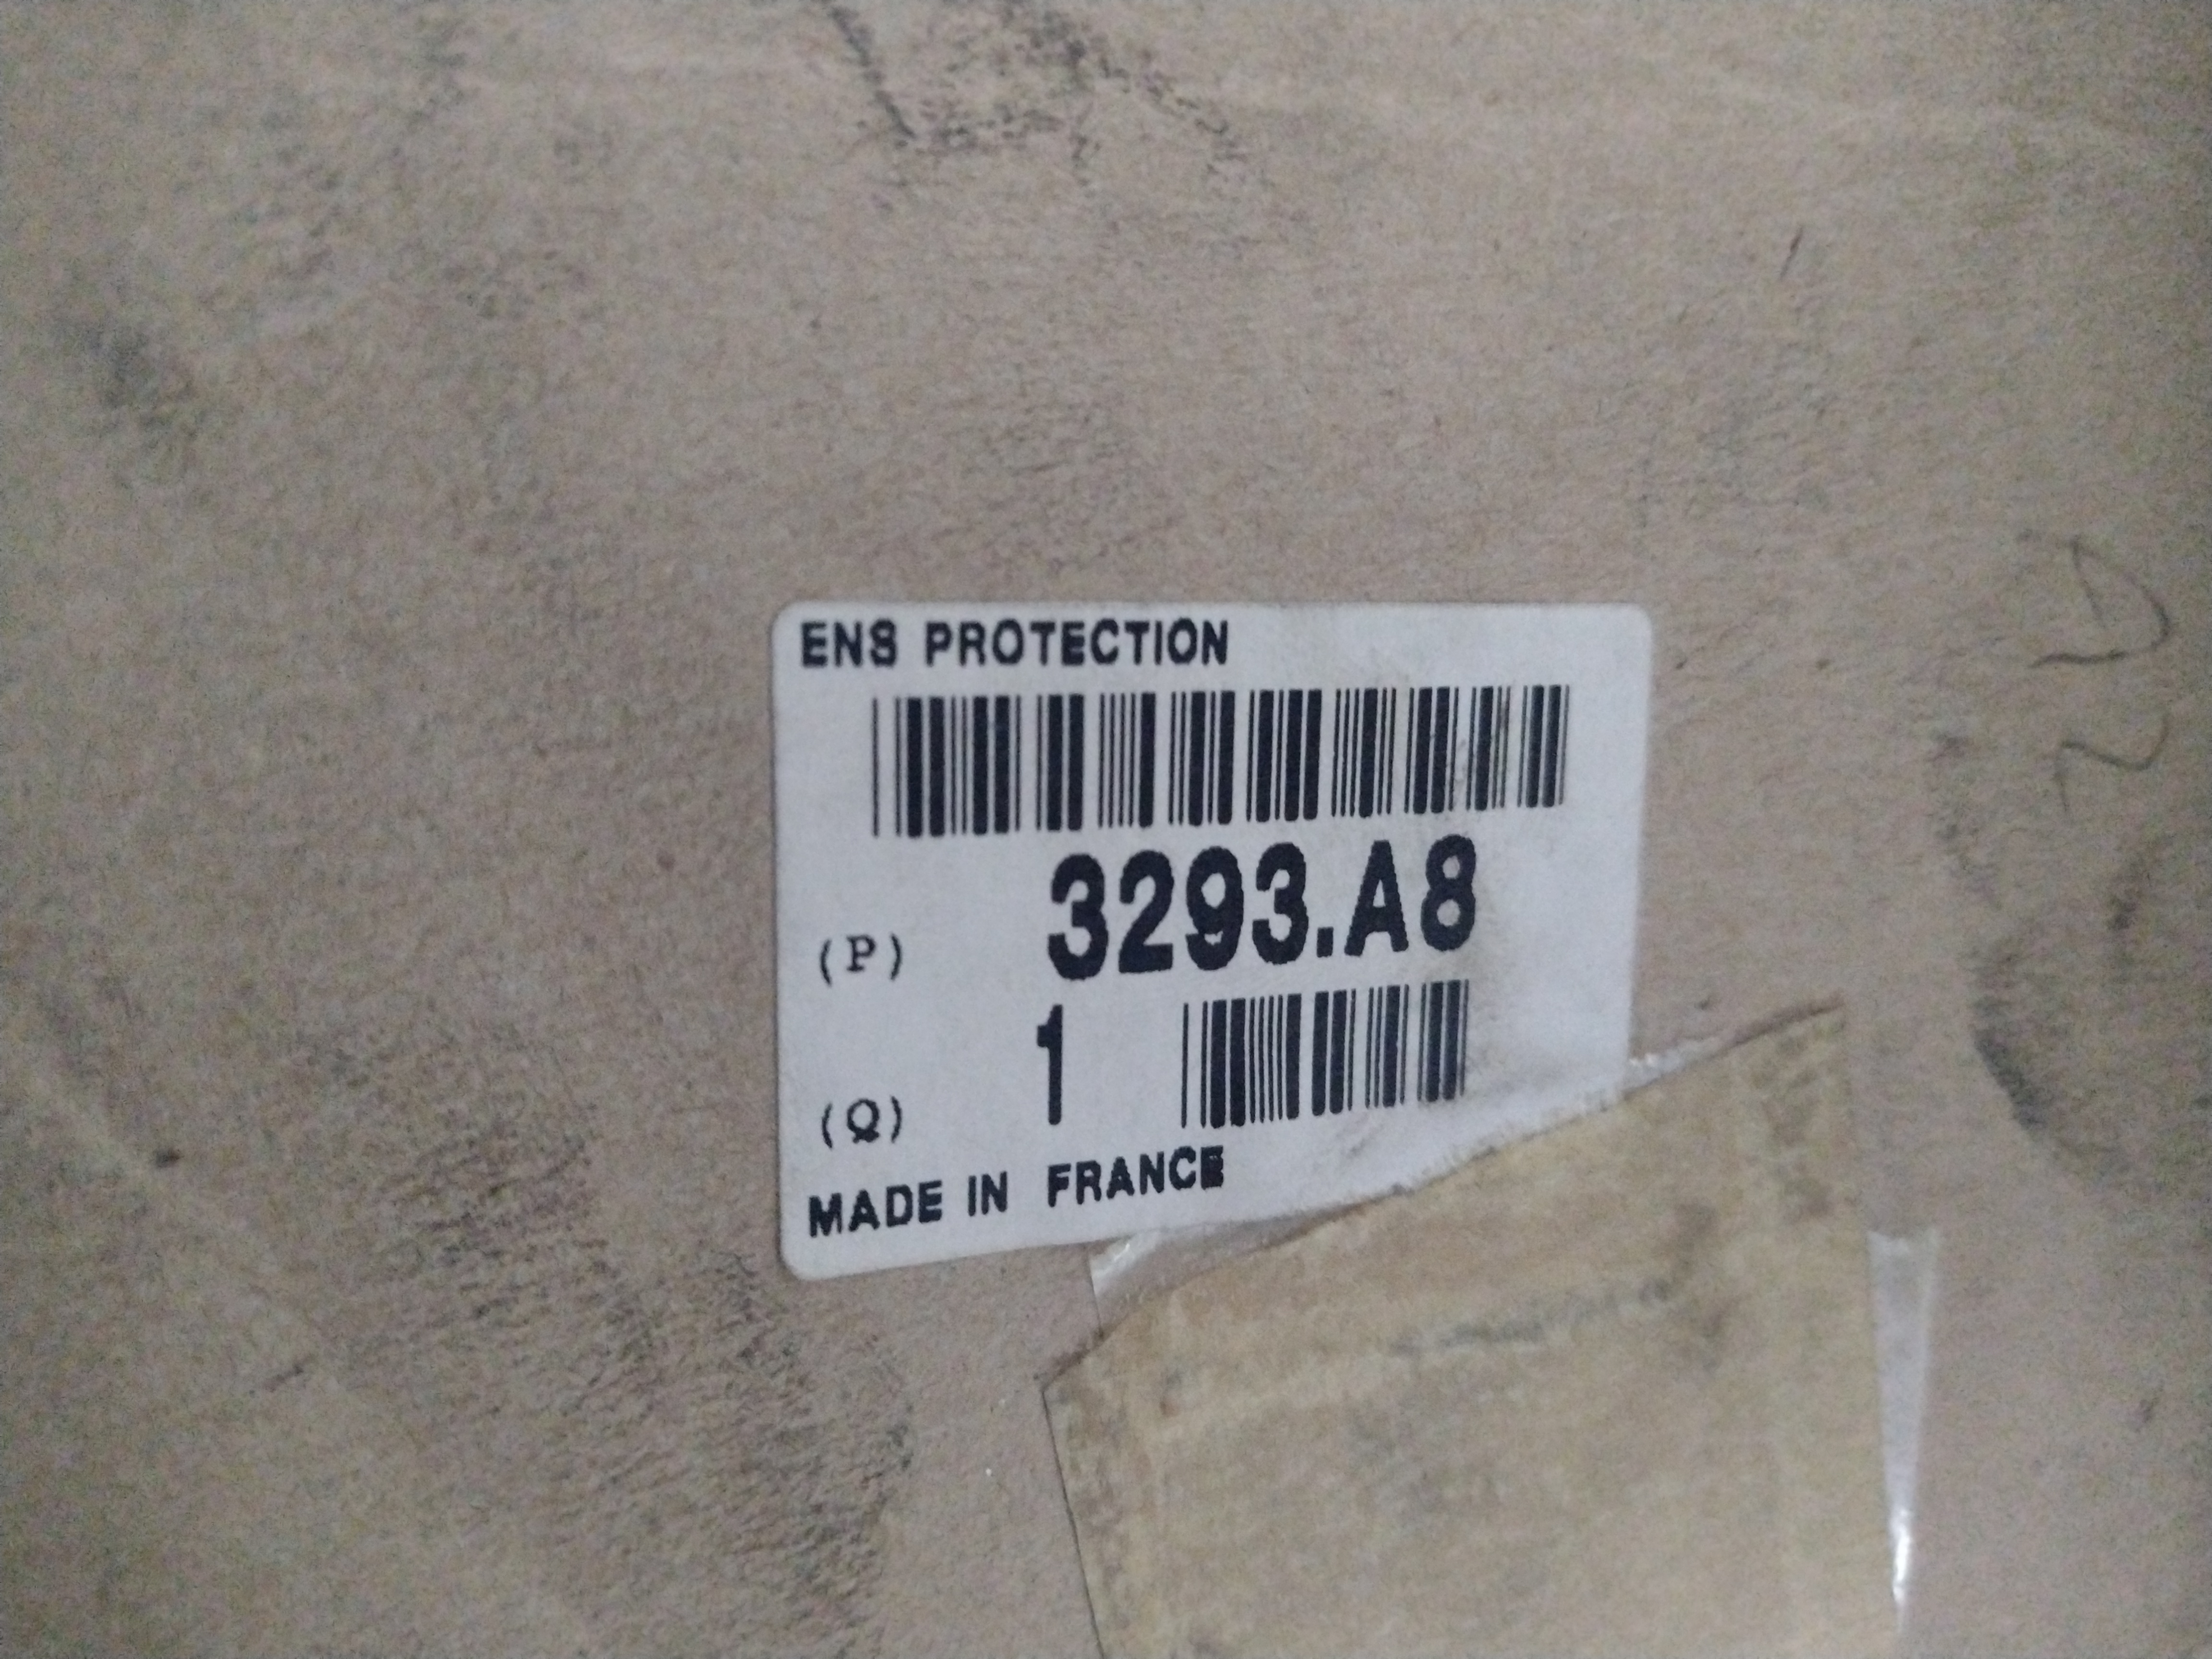 ENS PROTECTION
(P) 3293.A8
(Q) 1
MADE IN FRANCE